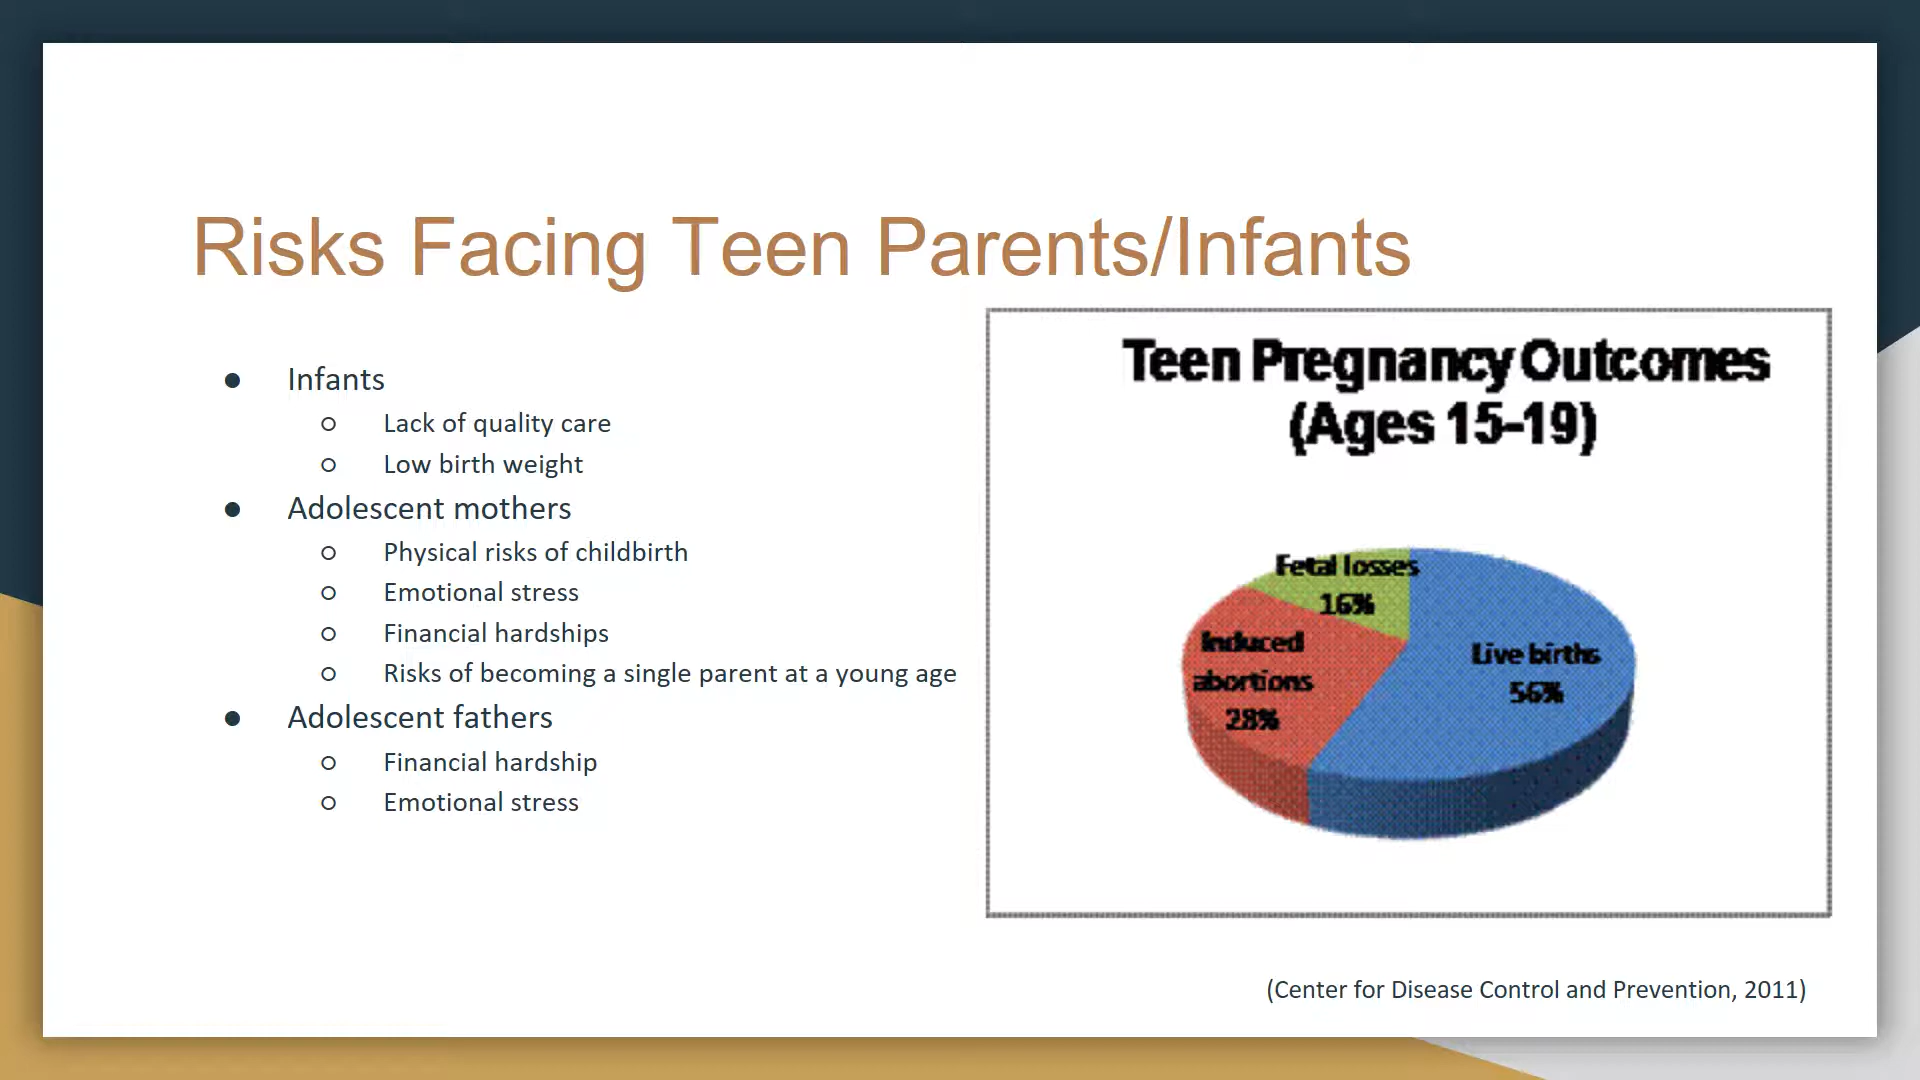 Risks Facing Teen Parents/Infants
● Infants
○ Lack of quality care
○ Low birth weight
● Adolescent mothers
○ Physical risks of childbirth
○ Emotional stress
○ Financial hardships
○ Risks of becoming a single parent at a young age
● Adolescent fathers
○ Financial hardship
○ Emotional stress
Teen Pregnancy Outcomes
(Ages 15-19)
Fetal losses
16%
Induced
abortions
28%
Live births
56%
(Center for Disease Control and Prevention, 2011)